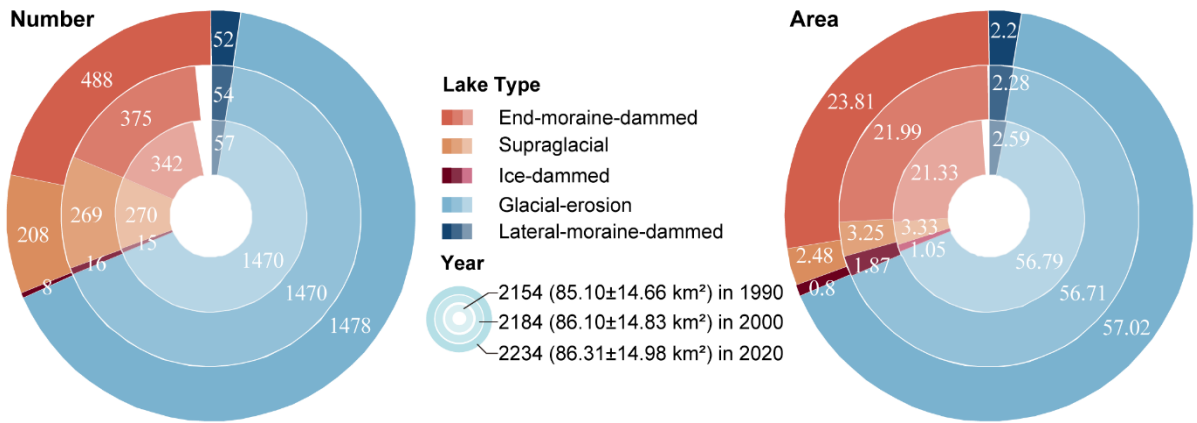 Number
52
54
57
488
375
342
208
269
270
8
16
15
1470
1470
1478
Lake Type
End-moraine-dammed
Supraglacial
Ice-dammed
Glacial-erosion
Lateral-moraine-dammed
Year
2154 (85.10±14.66 km²) in 1990
2184 (86.10±14.83 km²) in 2000
2234 (86.31±14.98 km²) in 2020
Area
2.2
2.28
2.59
23.81
21.99
21.33
2.48
3.25
3.33
0.8
1.87
1.05
56.79
56.71
57.02